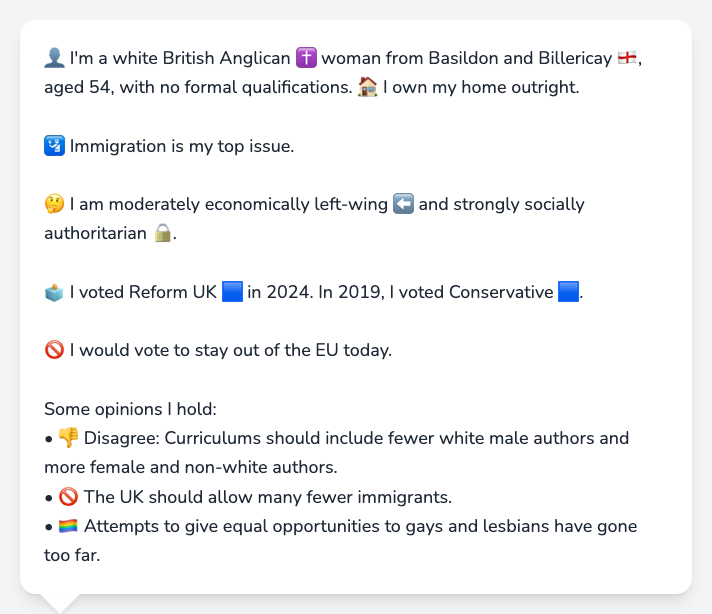 👤 I'm a white British Anglican ✝️ woman from Basildon and Billericay 🏴󠁧󠁢󠁥󠁮󠁧󠁿,
aged 54, with no formal qualifications. 🏠 I own my home outright.
🛂 Immigration is my top issue.
🤔 I am moderately economically left-wing ⬅️ and strongly socially
authoritarian 🔒.
🗳️ I voted Reform UK 🟦 in 2024. In 2019, I voted Conservative 🟦.
🚫 I would vote to stay out of the EU today.
Some opinions I hold:
• 👎 Disagree: Curriculums should include fewer white male authors and
more female and non-white authors.
• 🚫 The UK should allow many fewer immigrants.
• 🏳️‍🌈 Attempts to give equal opportunities to gays and lesbians have gone
too far.